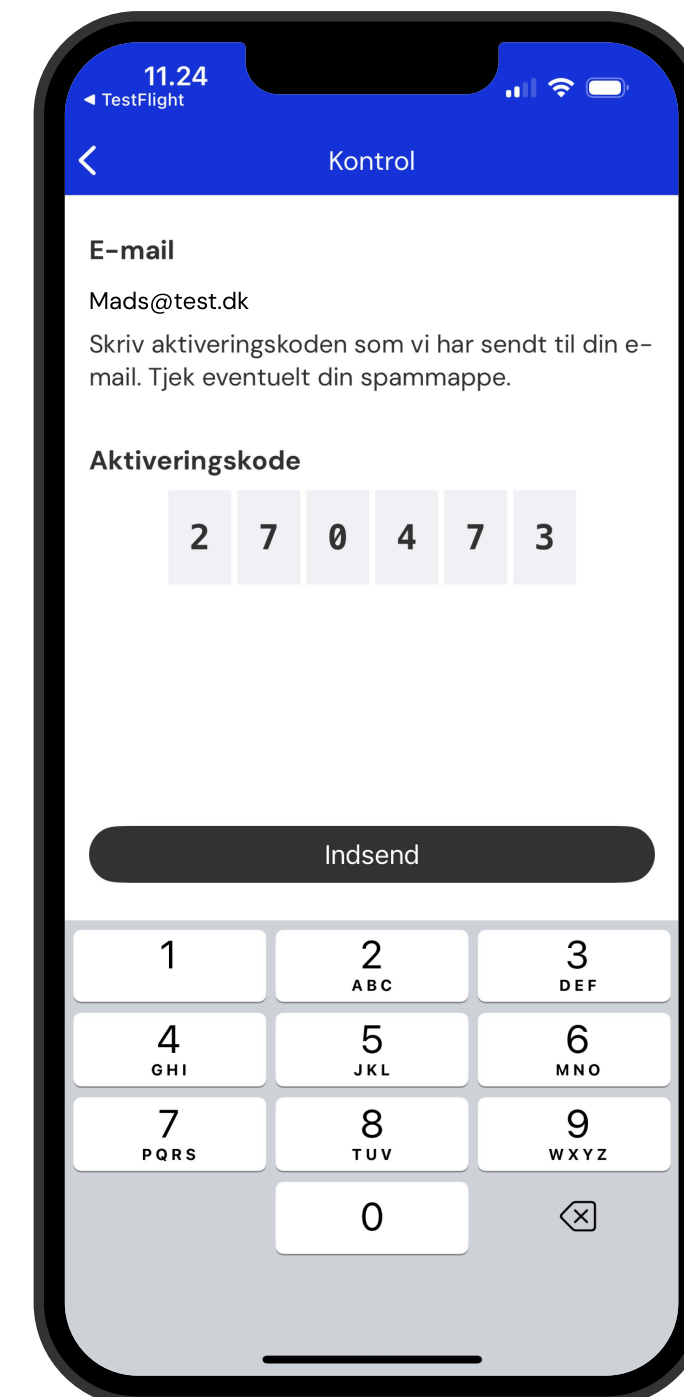 11.24
◀ TestFlight
Kontrol
E-mail
Mads@test.dk
Skriv aktiveringskoden som vi har sendt til din e-
mail. Tjek eventuelt din spammappe.
Aktiveringskode
2 7 0 4 7 3
Indsend
1 2 3
ABC DEF
4 5 6
GHI JKL MNO
7 8 9
PQRS TUV WXYZ
0